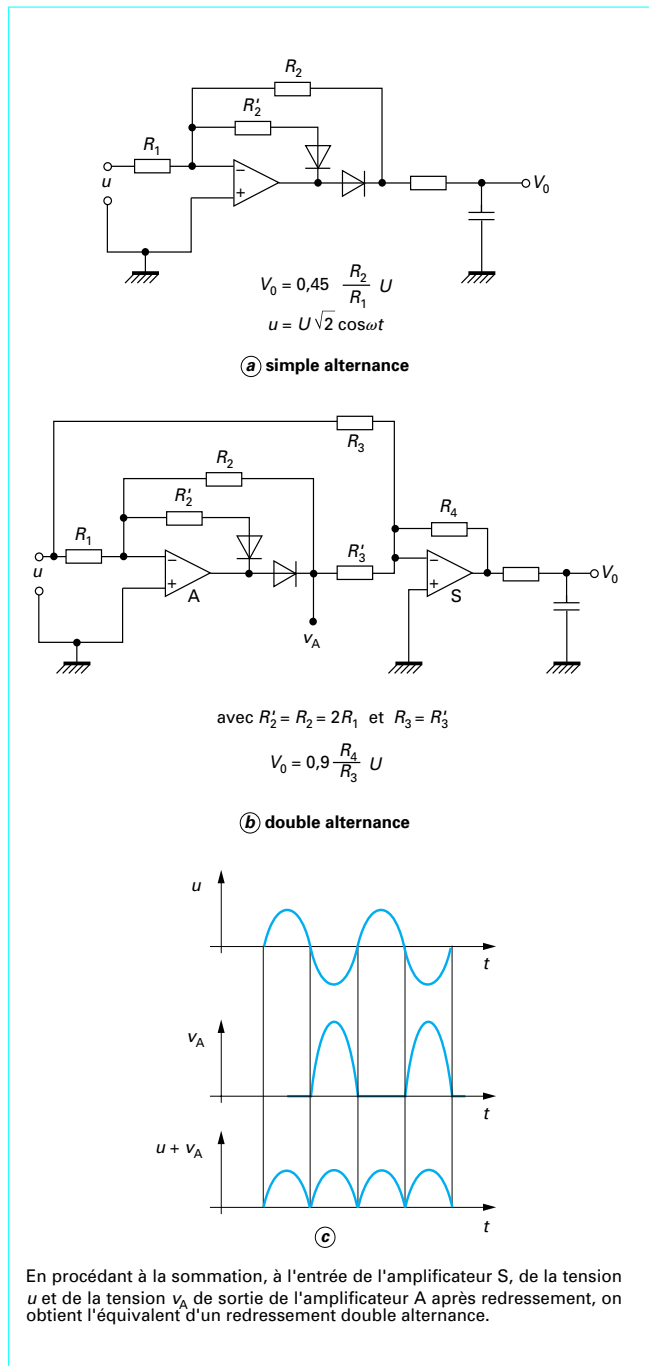 R2
R'2
R1
u
−
+
V0
V0 = 0,45 R2/R1 U
u = U√2 cosωt
a simple alternance
R3
R2
R'2
R4
R1
R'3
u
−
+
A
−
+
S
V0
vA
avec R'2 = R2 = 2R1 et R3 = R'3
V0 = 0,9 R4/R3 U
b double alternance
u
t
vA
t
u + vA
t
c
En procédant à la sommation, à l'entrée de l'amplificateur S, de la tension
u et de la tension vA de sortie de l'amplificateur A après redressement, on
obtient l'équivalent d'un redressement double alternance.